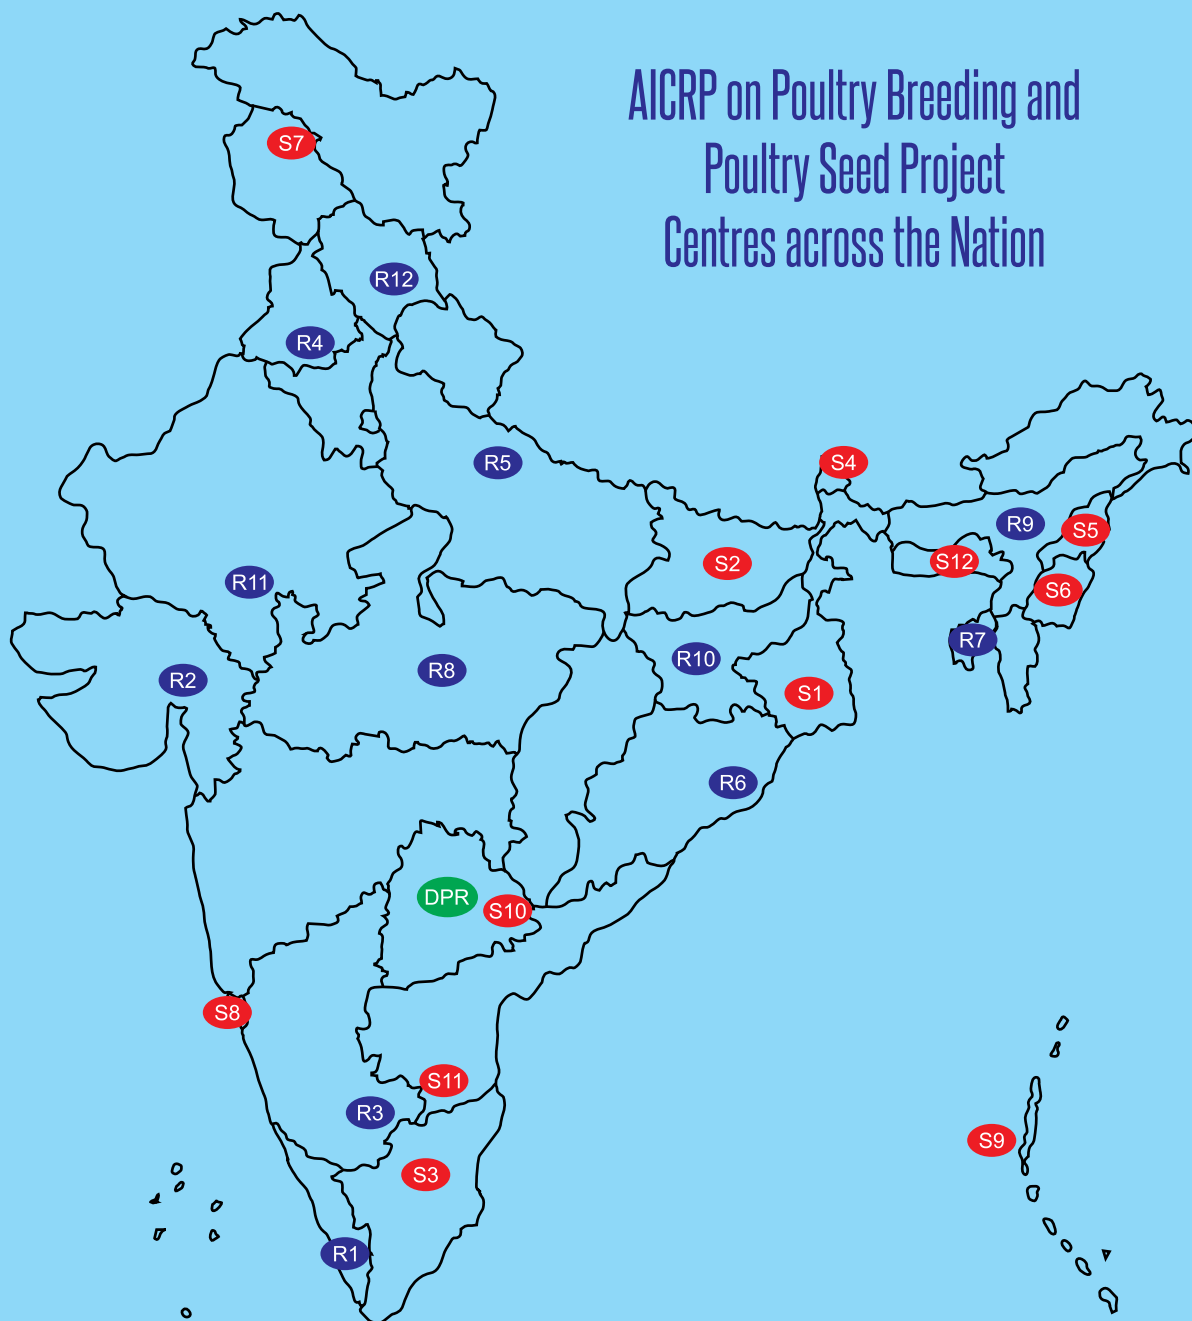 AICRP on Poultry Breeding and
Poultry Seed Project
Centres across the Nation
S7
R12
R4
R5
S4
R9
S5
S2
S12
R11
S6
R7
R10
R8
R2
S1
R6
DPR
S10
S8
S11
R3
S9
S3
R1